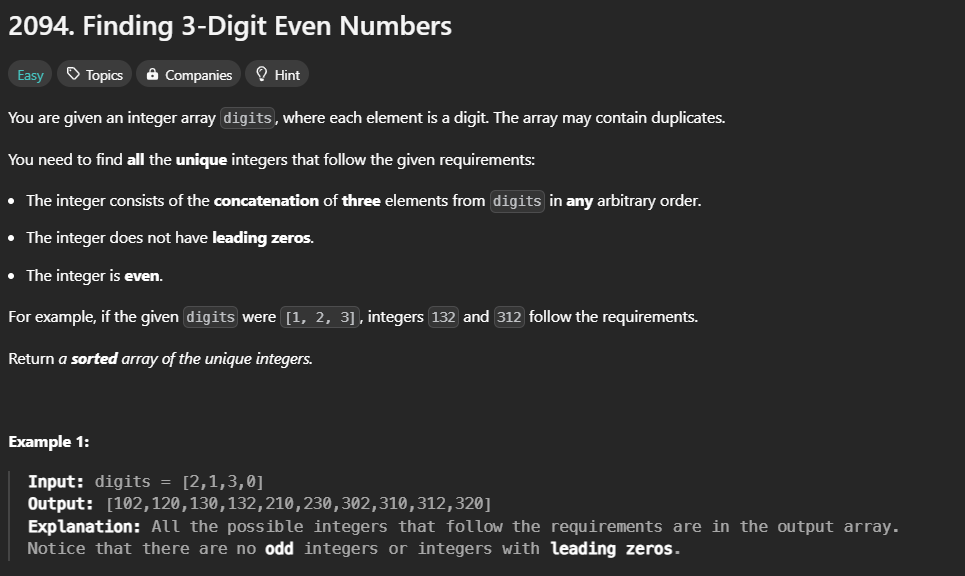 2094. Finding 3-Digit Even Numbers
Easy Topics Companies Hint
You are given an integer array digits, where each element is a digit. The array may contain duplicates.
You need to find all the unique integers that follow the given requirements:
• The integer consists of the concatenation of three elements from digits in any arbitrary order.
• The integer does not have leading zeros.
• The integer is even.
For example, if the given digits were [1, 2, 3], integers 132 and 312 follow the requirements.
Return a sorted array of the unique integers.
Example 1:
Input: digits = [2,1,3,0]
Output: [102,120,130,132,210,230,302,310,312,320]
Explanation: All the possible integers that follow the requirements are in the output array.
Notice that there are no odd integers or integers with leading zeros.